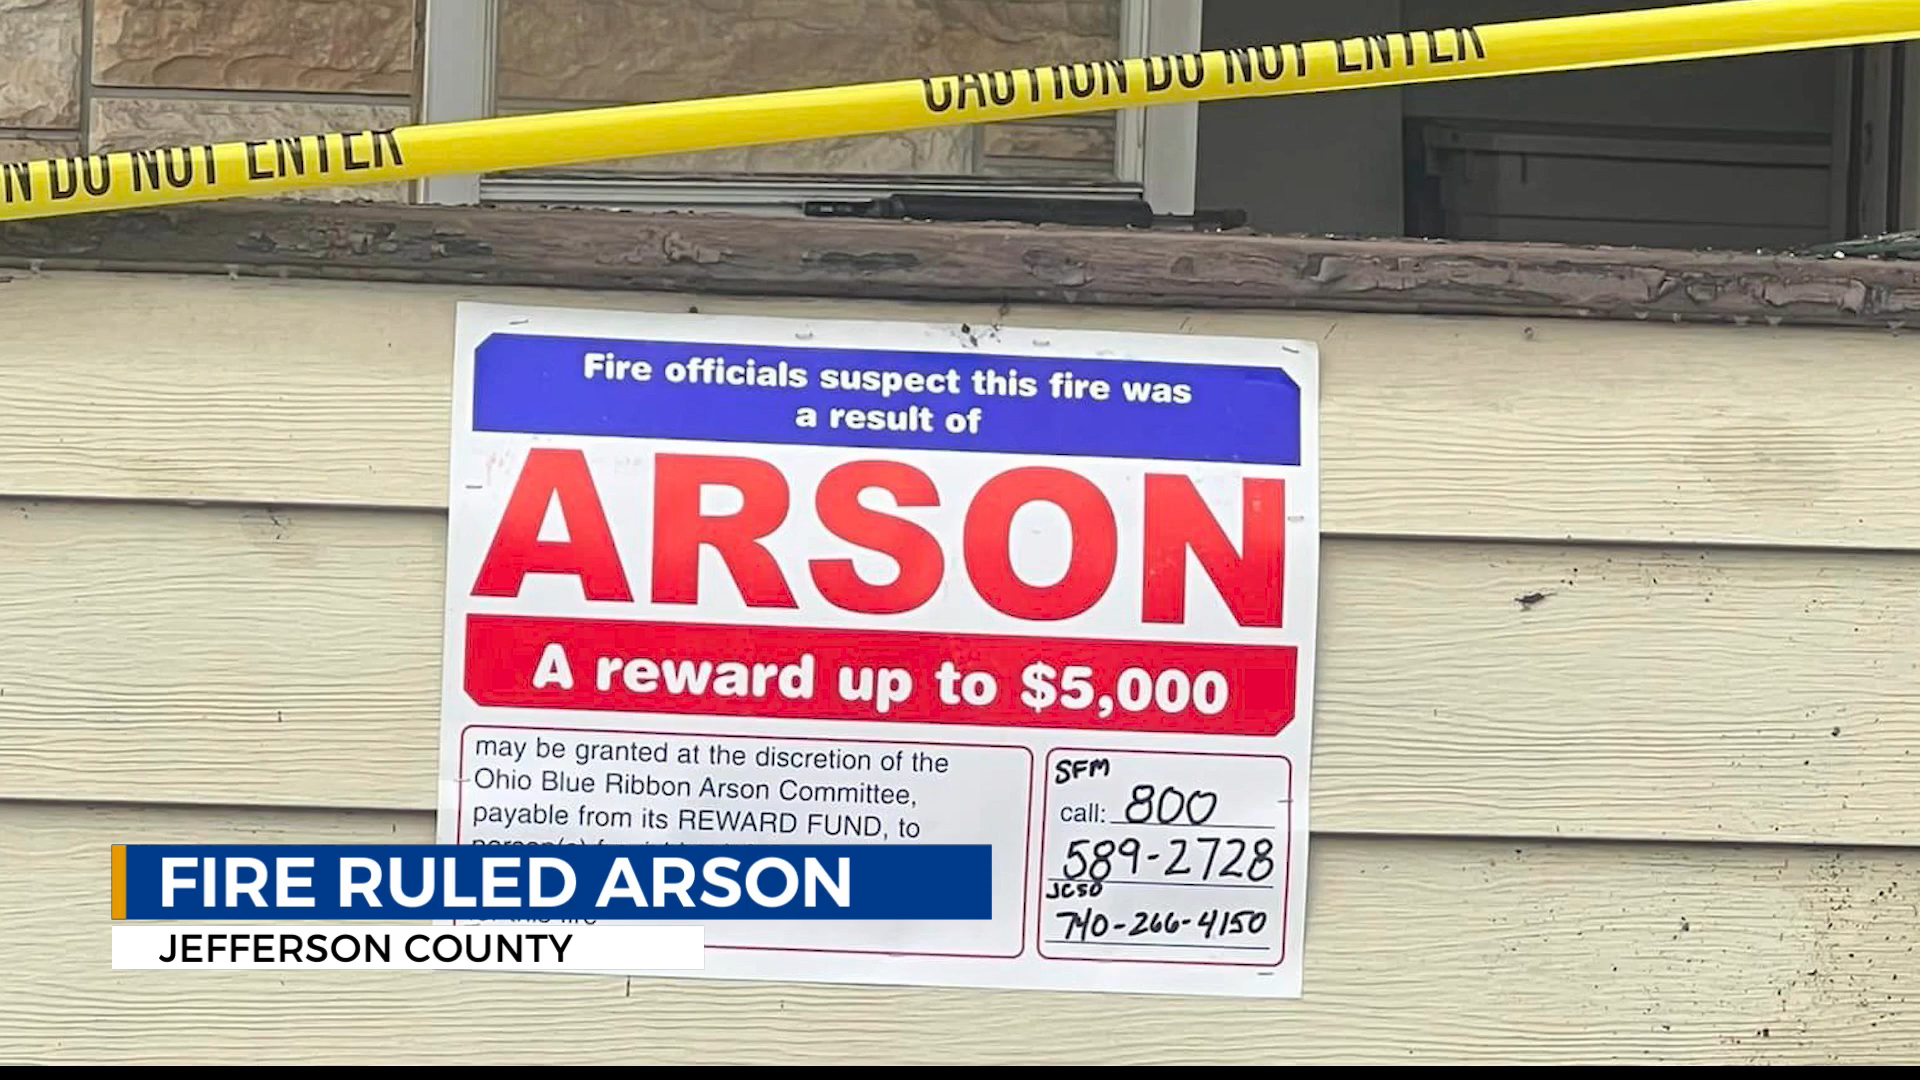 CAUTION DO NOT ENTER
N DO NOT ENTER
Fire officials suspect this fire was
a result of
ARSON
A reward up to $5,000
may be granted at the discretion of the
Ohio Blue Ribbon Arson Committee,
payable from its REWARD FUND, to
SFM
call: 800
589-2728
JCSO
740-266-4150
FIRE RULED ARSON
JEFFERSON COUNTY